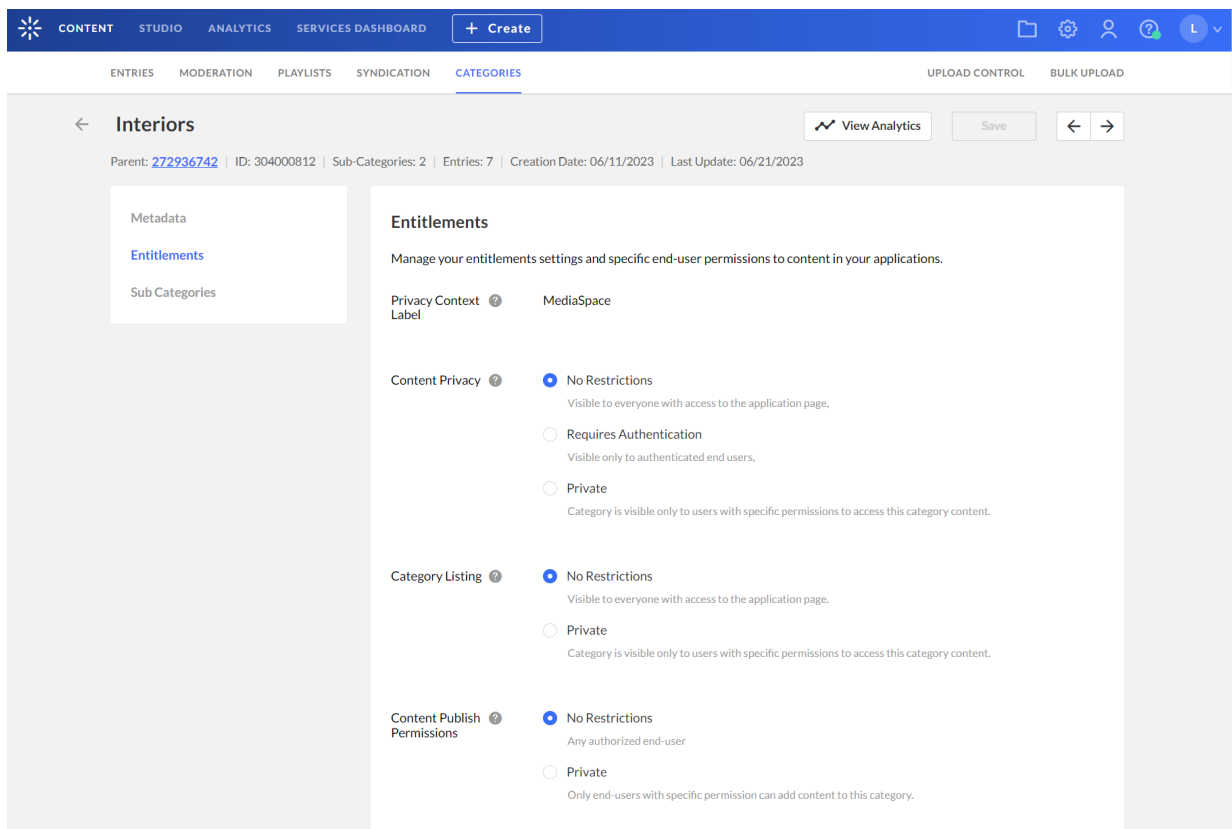 CONTENT STUDIO ANALYTICS SERVICES DASHBOARD + Create L
ENTRIES MODERATION PLAYLISTS SYNDICATION CATEGORIES UPLOAD CONTROL BULK UPLOAD
Interiors View Analytics Save
Parent: 272936742 | ID: 304000812 | Sub-Categories: 2 | Entries: 7 | Creation Date: 06/11/2023 | Last Update: 06/21/2023
Metadata
Entitlements
Sub Categories
Entitlements
Manage your entitlements settings and specific end-user permissions to content in your applications.
Privacy Context ? MediaSpace
Label
Content Privacy ? No Restrictions
Visible to everyone with access to the application page,
Requires Authentication
Visible only to authenticated end users,
Private
Category is visible only to users with specific permissions to access this category content.
Category Listing ? No Restrictions
Visible to everyone with access to the application page.
Private
Category is visible only to users with specific permissions to access this category content.
Content Publish ? No Restrictions
Permissions
Any authorized end-user
Private
Only end-users with specific permission can add content to this category.